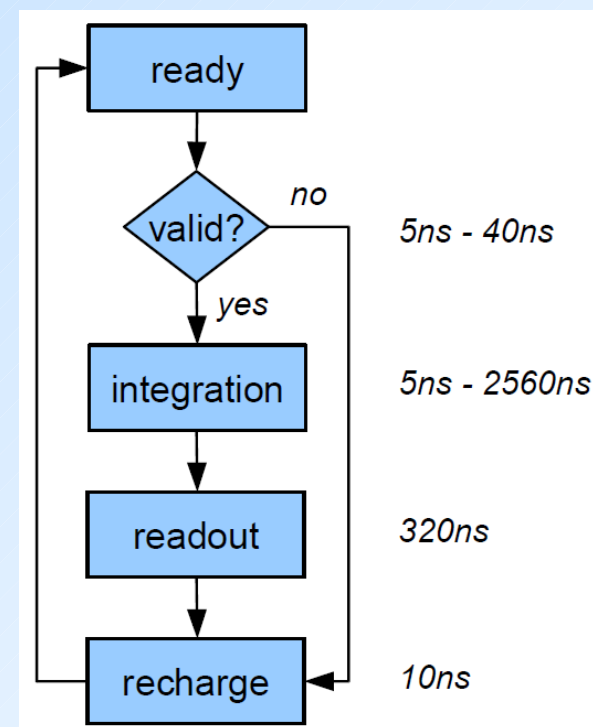 ready
no
valid?
5ns - 40ns
yes
integration
5ns - 2560ns
readout
320ns
recharge
10ns